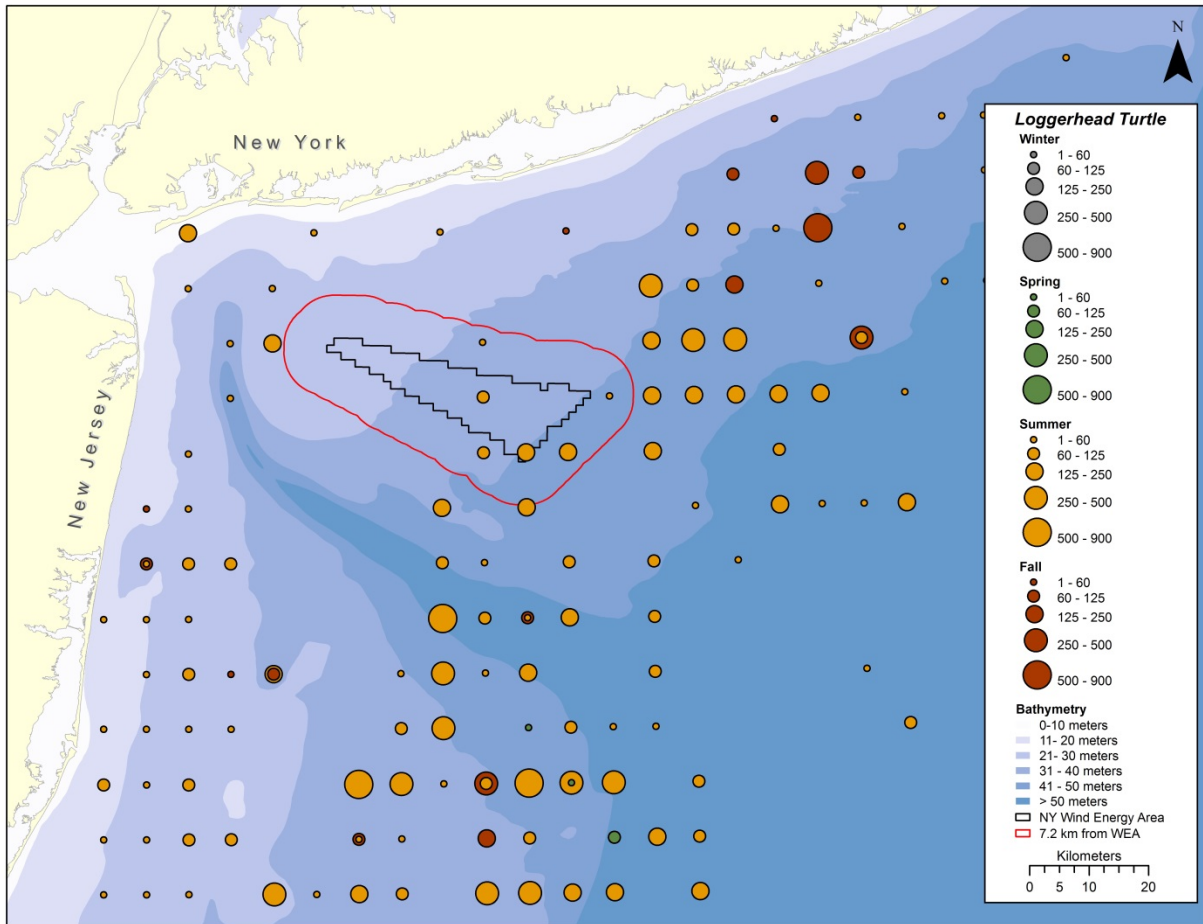 N
New York
New Jersey
Loggerhead Turtle
Winter
1 - 60
60 - 125
125 - 250
250 - 500
500 - 900
Spring
1 - 60
60 - 125
125 - 250
250 - 500
500 - 900
Summer
1 - 60
60 - 125
125 - 250
250 - 500
500 - 900
Fall
1 - 60
60 - 125
125 - 250
250 - 500
500 - 900
Bathymetry
0-10 meters
11- 20 meters
21 - 30 meters
31 - 40 meters
41 - 50 meters
> 50 meters
NY Wind Energy Area
7.2 km from WEA
Kilometers
0 5 10 20